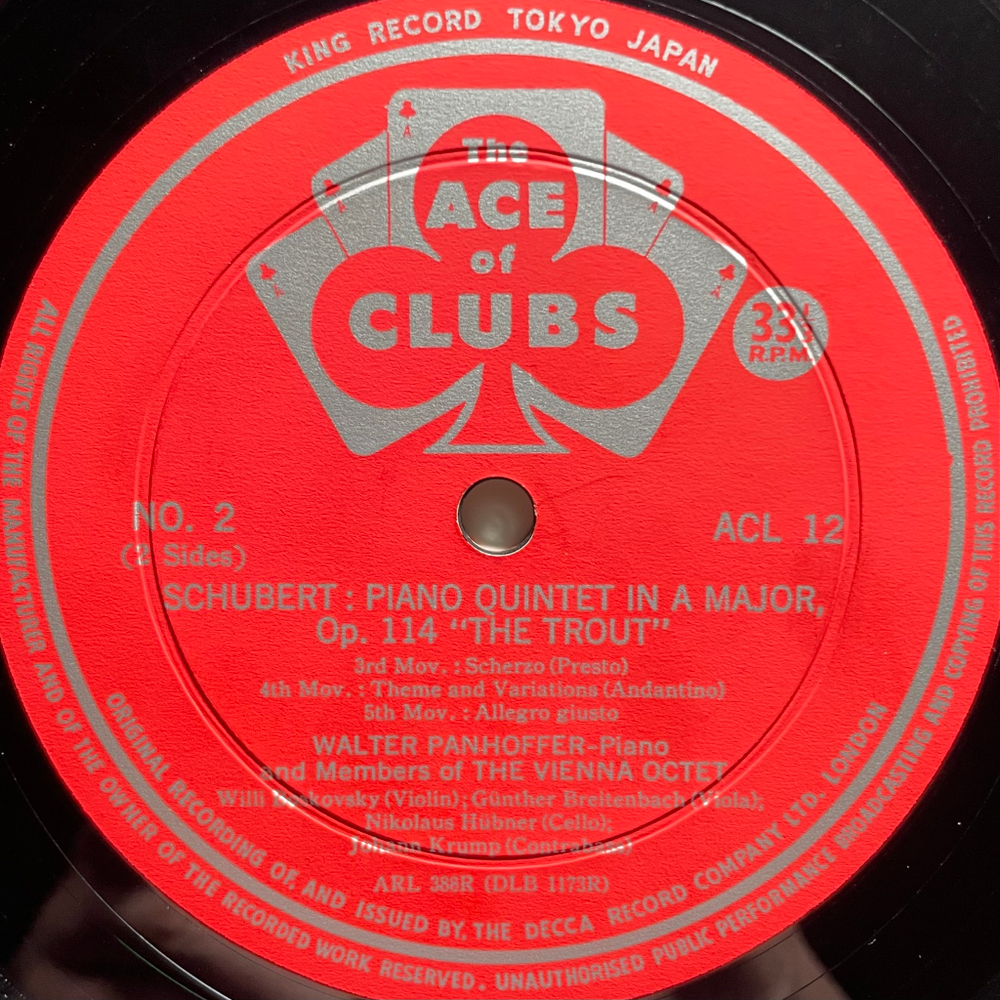 KING RECORD TOKYO JAPAN
The
ACE
of
CLUBS
33⅓
R.P.M.
NO. 2
(2 Sides)
ACL 12
SCHUBERT : PIANO QUINTET IN A MAJOR,
Op. 114 "THE TROUT"
3rd Mov. : Scherzo (Presto)
4th Mov. : Theme and Variations (Andantino)
5th Mov. : Allegro giusto
WALTER PANHOFFER-Piano
and Members of THE VIENNA OCTET
Willi Boskovsky (Violin); Günther Breitenbach (Viola);
Nikolaus Hübner (Cello);
Johann Krump (Contrabass)
ARL 388R (DLB 1173R)
ORIGINAL RECORDING OF, AND ISSUED BY, THE DECCA RECORD COMPANY LTD. LONDON
ALL RIGHTS OF THE MANUFACTURER AND OF THE OWNER OF THE RECORDED WORK RESERVED. UNAUTHORISED PUBLIC PERFORMANCE BROADCASTING AND COPYING OF THIS RECORD PROHIBITED